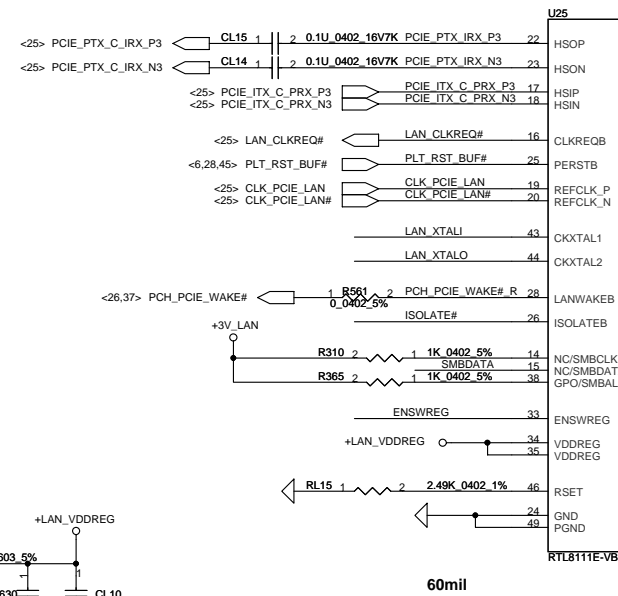 U25
<25> PCIE_PTX_C_IRX_P3 CL15 1 2 0.1U_0402_16V7K PCIE_PTX_IRX_P3 22 HSOP
<25> PCIE_PTX_C_IRX_N3 CL14 1 2 0.1U_0402_16V7K PCIE_PTX_IRX_N3 23 HSON
<25> PCIE_ITX_C_PRX_P3 PCIE_ITX_C_PRX_P3 17 HSIP
<25> PCIE_ITX_C_PRX_N3 PCIE_ITX_C_PRX_N3 18 HSIN
<25> LAN_CLKREQ# LAN_CLKREQ# 16 CLKREQB
<6,28,45> PLT_RST_BUF# PLT_RST_BUF# 25 PERSTB
<25> CLK_PCIE_LAN CLK_PCIE_LAN 19 REFCLK_P
<25> CLK_PCIE_LAN# CLK_PCIE_LAN# 20 REFCLK_N
LAN_XTALI 43 CKXTAL1
LAN_XTALO 44 CKXTAL2
<26,37> PCH_PCIE_WAKE# 1 R561 2 PCH_PCIE_WAKE#_R 28 LANWAKEB
0_0402_5%
ISOLATE# 26 ISOLATEB
+3V_LAN
R310 2 1 1K_0402_5% 14 NC/SMBCLK
SMBDATA 15 NC/SMBDAT
R365 2 1 1K_0402_5% 38 GPO/SMBAL
ENSWREG 33 ENSWREG
+LAN_VDDREG 34 VDDREG
35 VDDREG
RL15 1 2 2.49K_0402_1% 46 RSET
24 GND
49 PGND
+LAN_VDDREG
RTL8111E-VB
603_5%
60mil
1 1
630 CL10